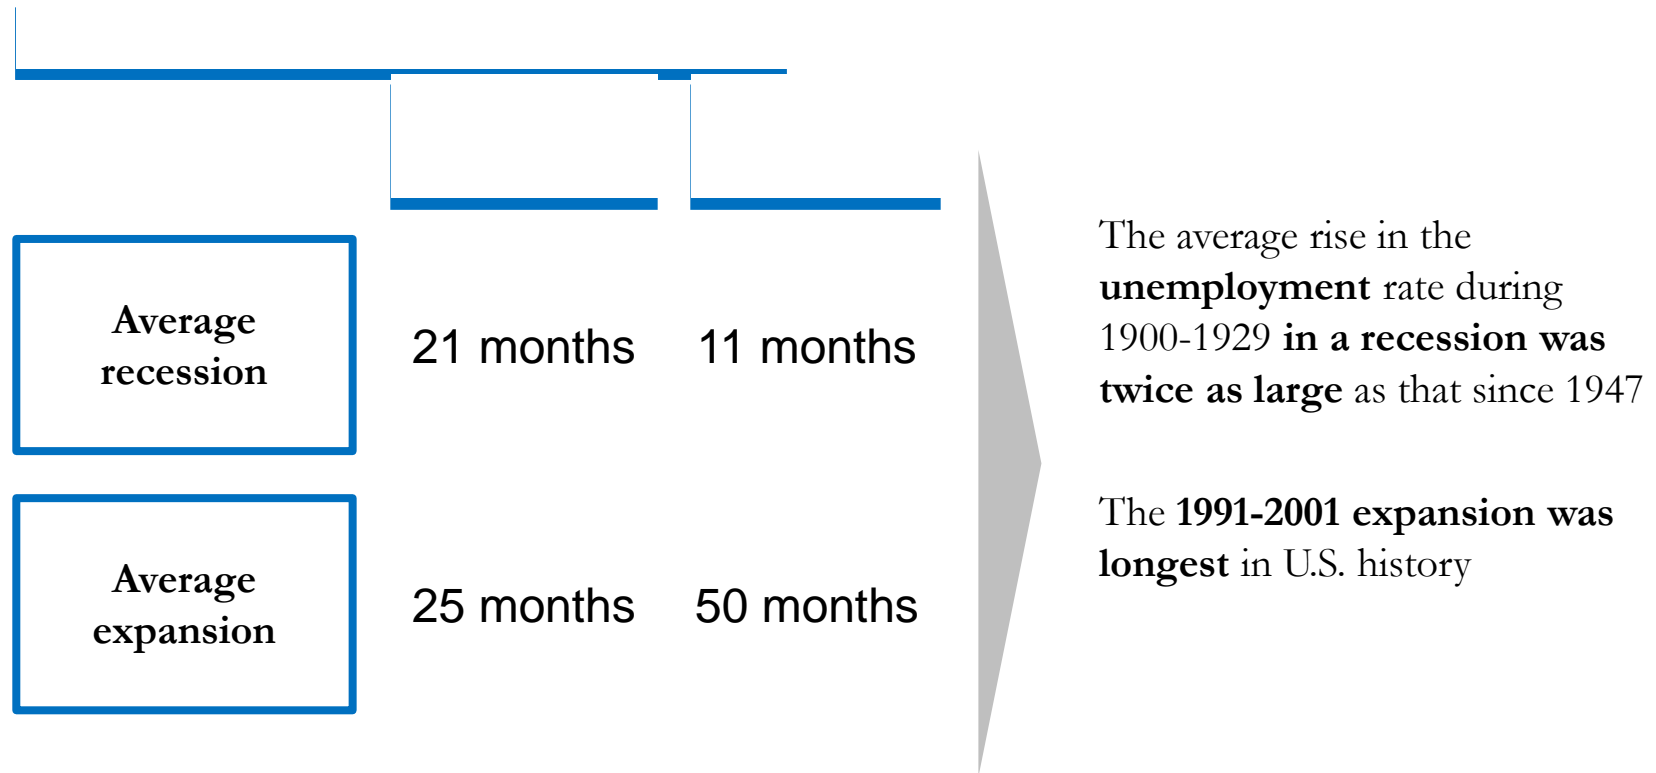 Average
recession
21 months
11 months
Average
expansion
25 months
50 months
The average rise in the
unemployment rate during
1900-1929 in a recession was
twice as large as that since 1947
The 1991-2001 expansion was
longest in U.S. history